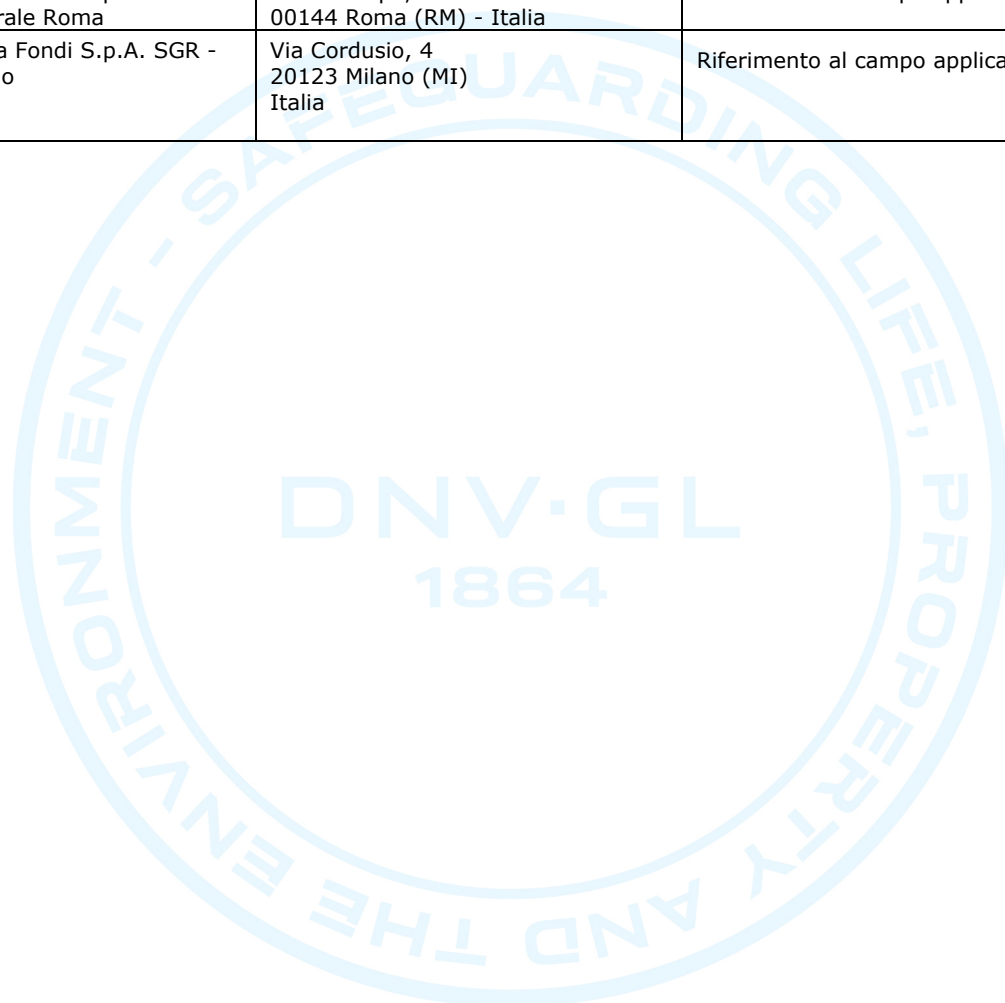 rale Roma
00144 Roma (RM) - Italia
a Fondi S.p.A. SGR -
o
Via Cordusio, 4
20123 Milano (MI)
Italia
Riferimento al campo applica
SAFEGUARDING LIFE, PROPERTY AND THE ENVIRONMENT -
DNV·GL
1864